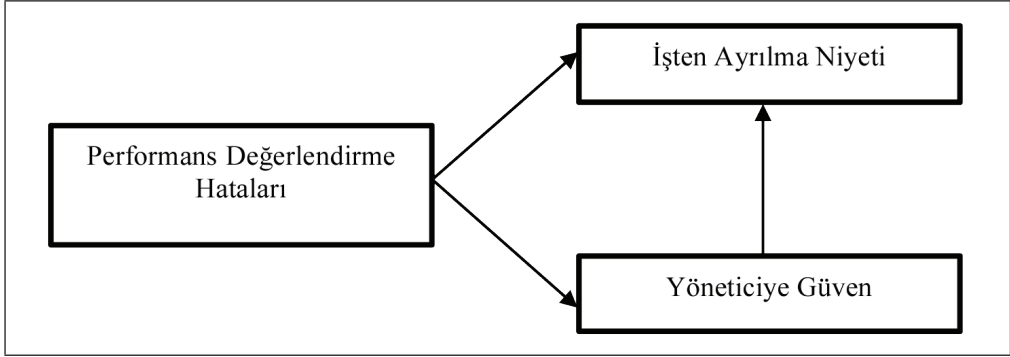 İşten Ayrılma Niyeti
Performans Değerlendirme
Hataları
Yöneticiye Güven